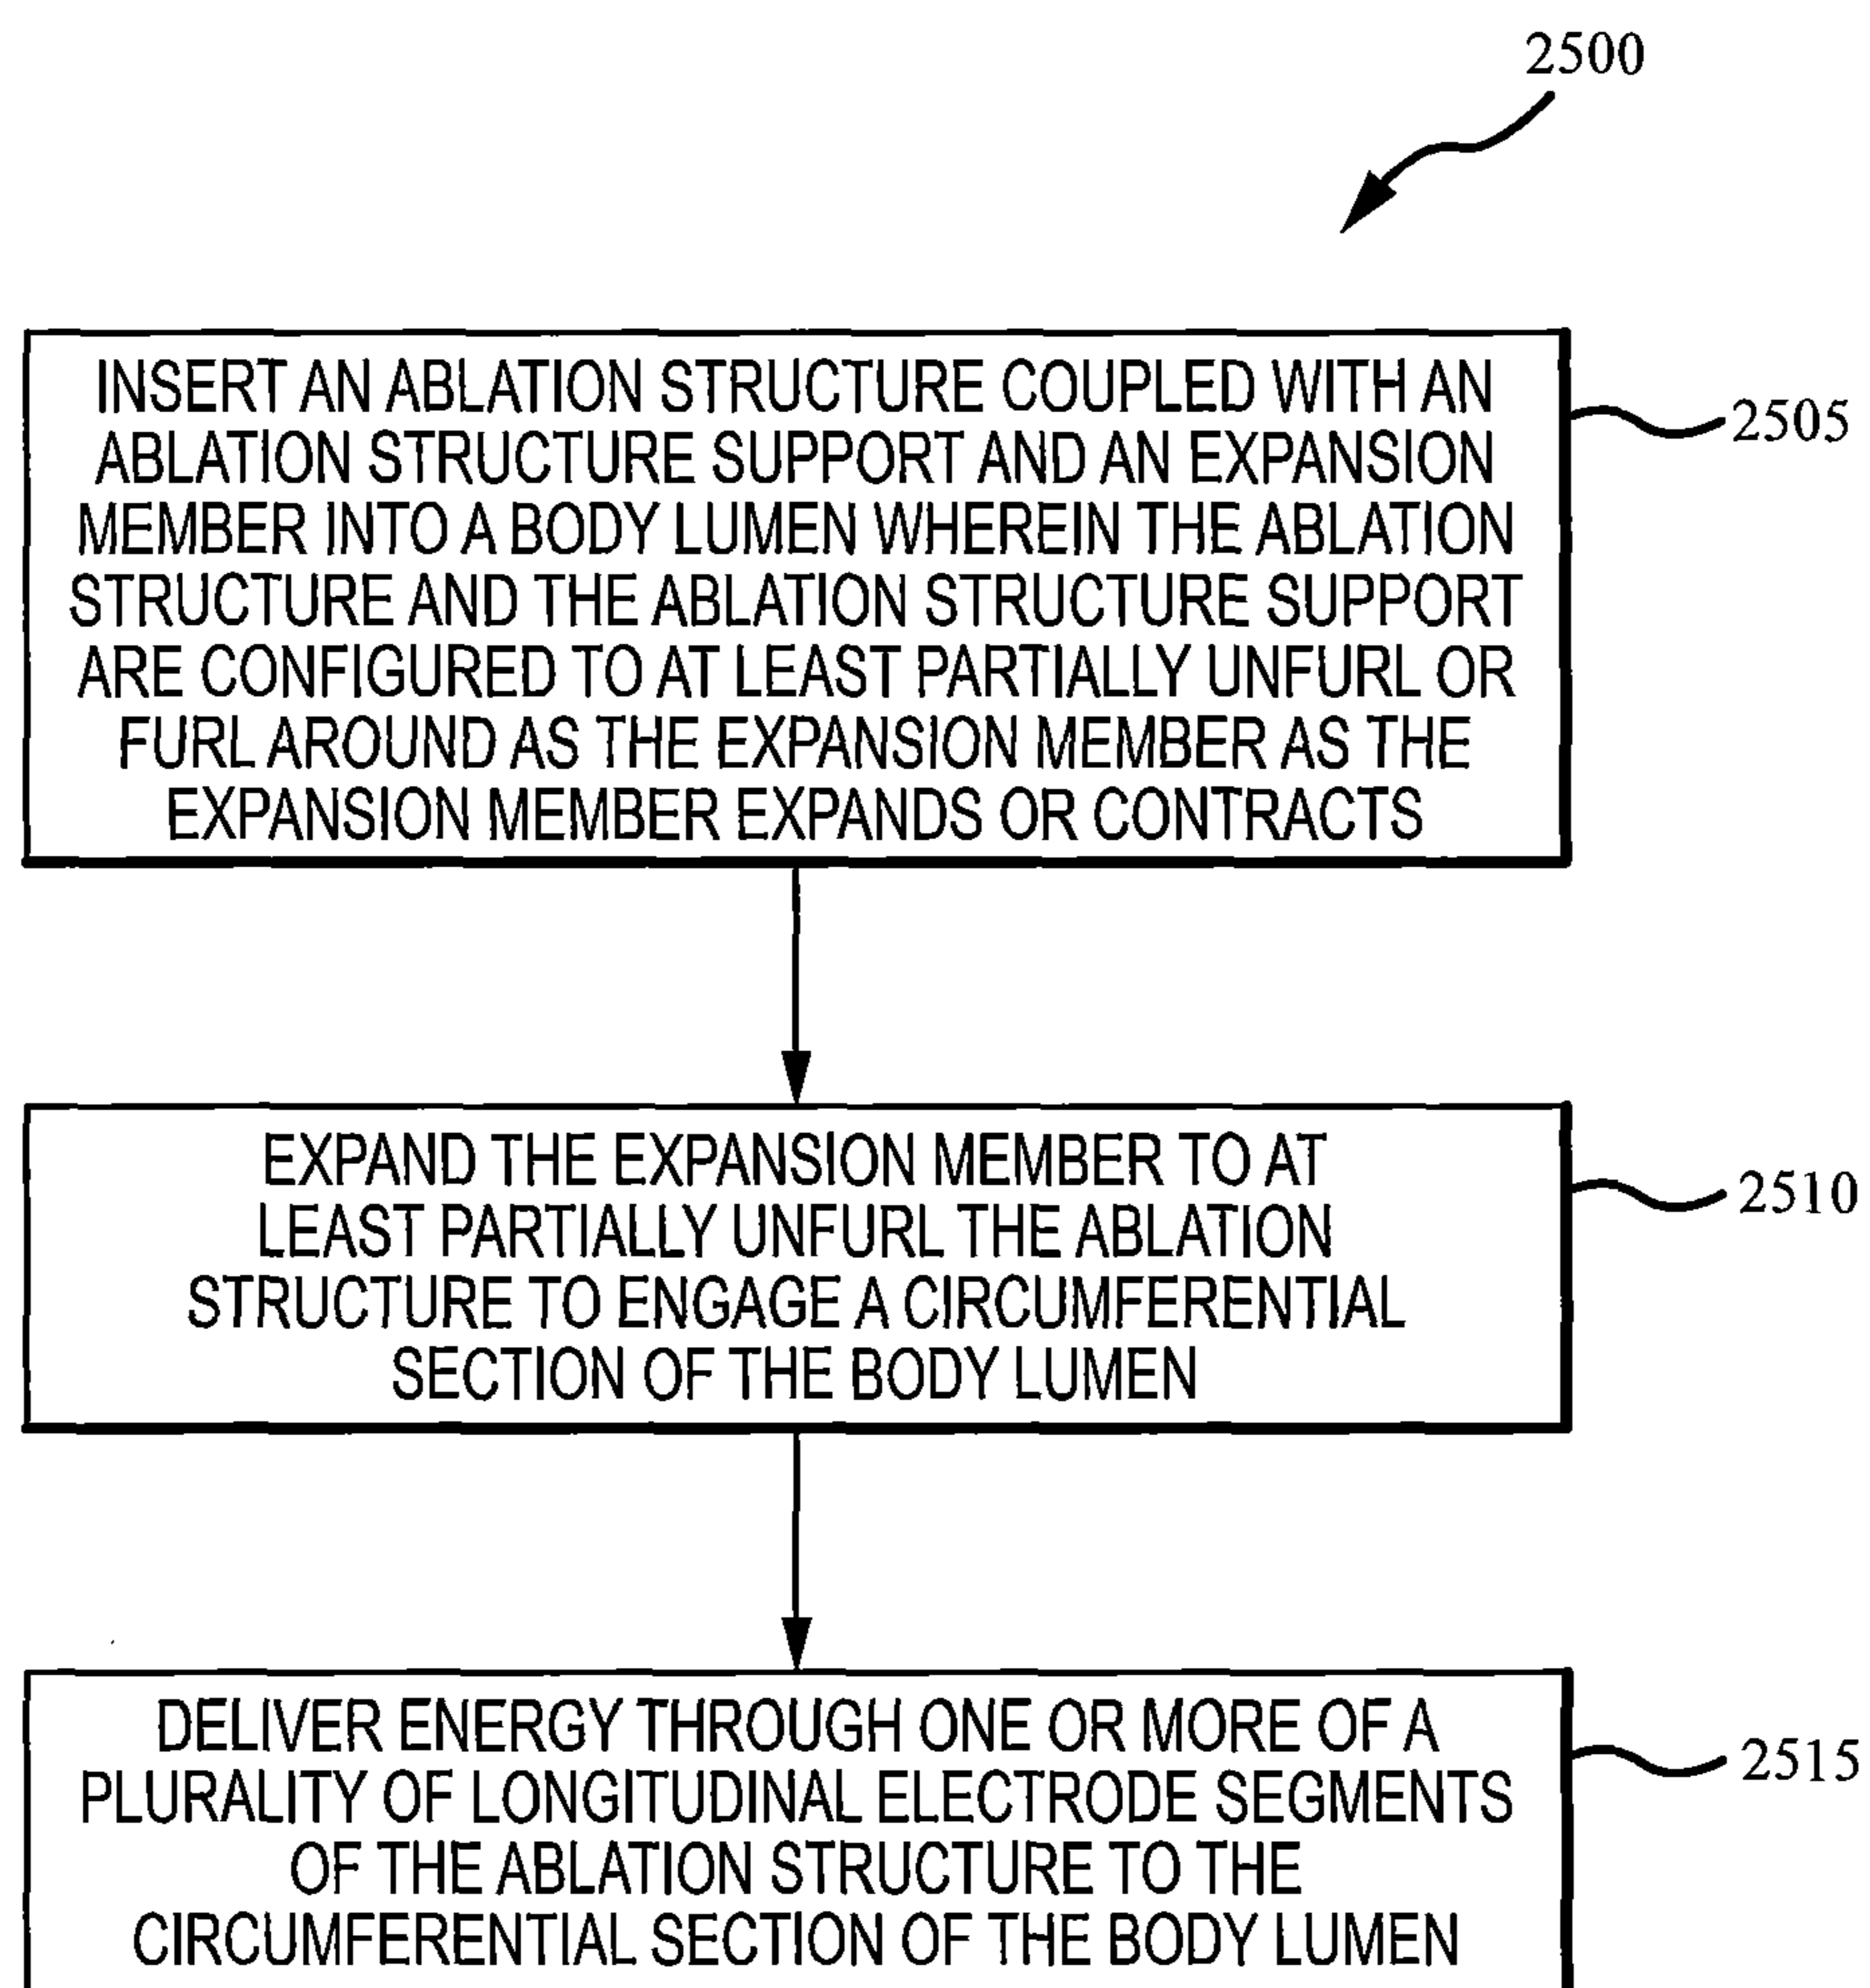 2500
INSERT AN ABLATION STRUCTURE COUPLED WITH AN
ABLATION STRUCTURE SUPPORT AND AN EXPANSION
MEMBER INTO A BODY LUMEN WHEREIN THE ABLATION
STRUCTURE AND THE ABLATION STRUCTURE SUPPORT
ARE CONFIGURED TO AT LEAST PARTIALLY UNFURL OR
FURL AROUND AS THE EXPANSION MEMBER AS THE
EXPANSION MEMBER EXPANDS OR CONTRACTS
2505
EXPAND THE EXPANSION MEMBER TO AT
LEAST PARTIALLY UNFURL THE ABLATION
STRUCTURE TO ENGAGE A CIRCUMFERENTIAL
SECTION OF THE BODY LUMEN
2510
DELIVER ENERGY THROUGH ONE OR MORE OF A
PLURALITY OF LONGITUDINAL ELECTRODE SEGMENTS
OF THE ABLATION STRUCTURE TO THE
CIRCUMFERENTIAL SECTION OF THE BODY LUMEN
2515